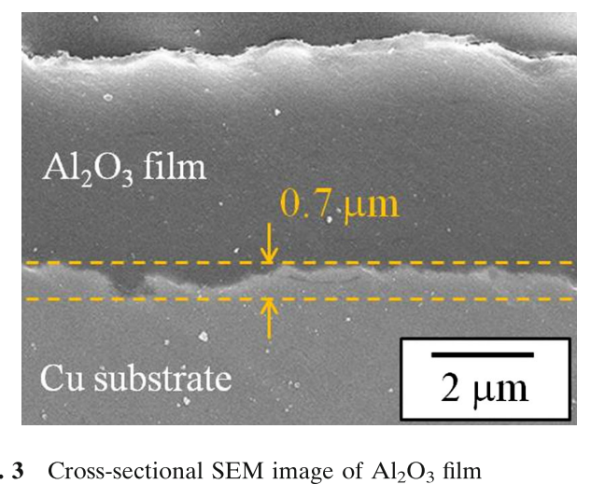 Al₂O₃ film
0.7 μm
Cu substrate
2 μm
. 3 Cross-sectional SEM image of Al₂O₃ film